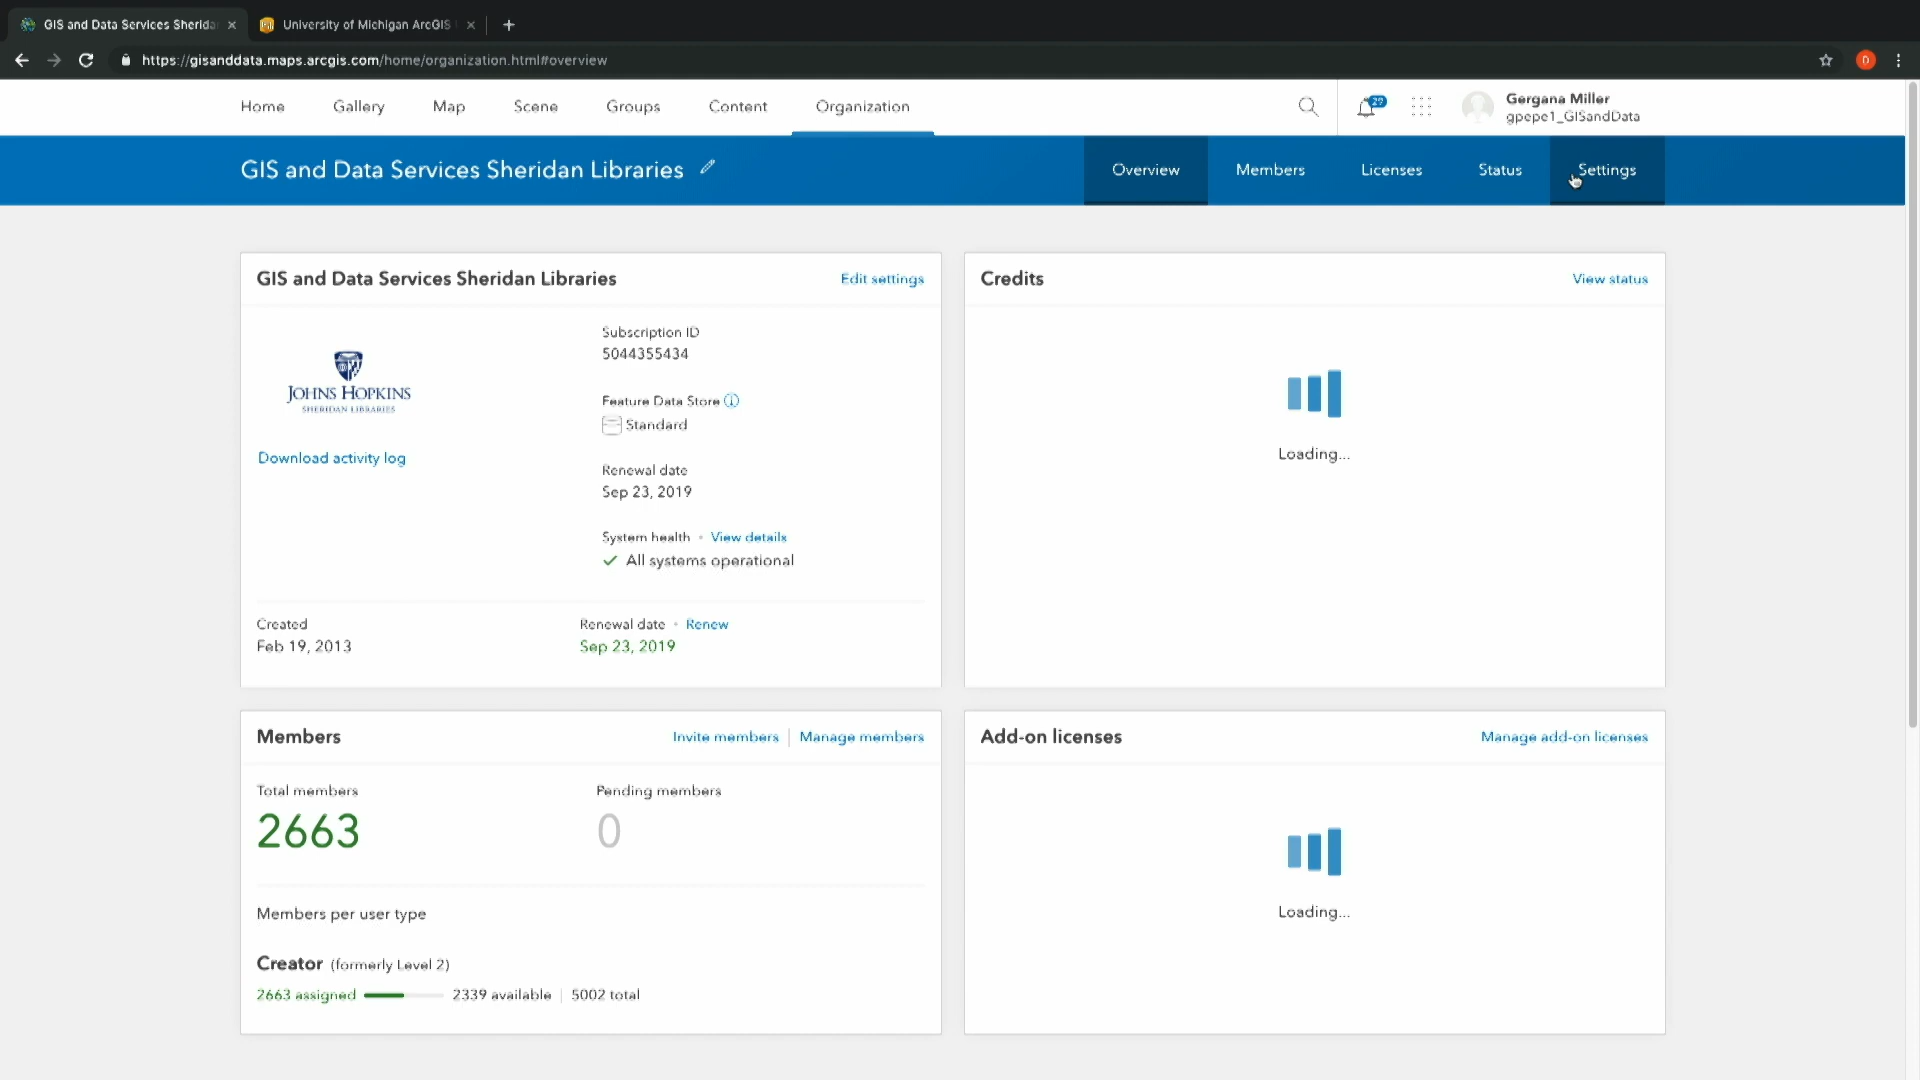 GIS and Data Services Sherida
University of Michigan ArcGIS
https://gisanddata.maps.arcgis.com/home/organization.html#overview
D
Home Gallery Map Scene Groups Content Organization
29
Gergana Miller
gpepe1_GISandData
GIS and Data Services Sheridan Libraries
Overview Members Licenses Status Settings
GIS and Data Services Sheridan Libraries Edit settings
JOHNS HOPKINS
SHERIDAN LIBRARIES
Download activity log
Subscription ID
5044355434
Feature Data Store
Standard
Renewal date
Sep 23, 2019
System health • View details
All systems operational
Created
Feb 19, 2013
Renewal date • Renew
Sep 23, 2019
Credits View status
Loading...
Members Invite members | Manage members
Total members Pending members
2663 0
Members per user type
Creator (formerly Level 2)
2663 assigned 2339 available | 5002 total
Add-on licenses Manage add-on licenses
Loading...